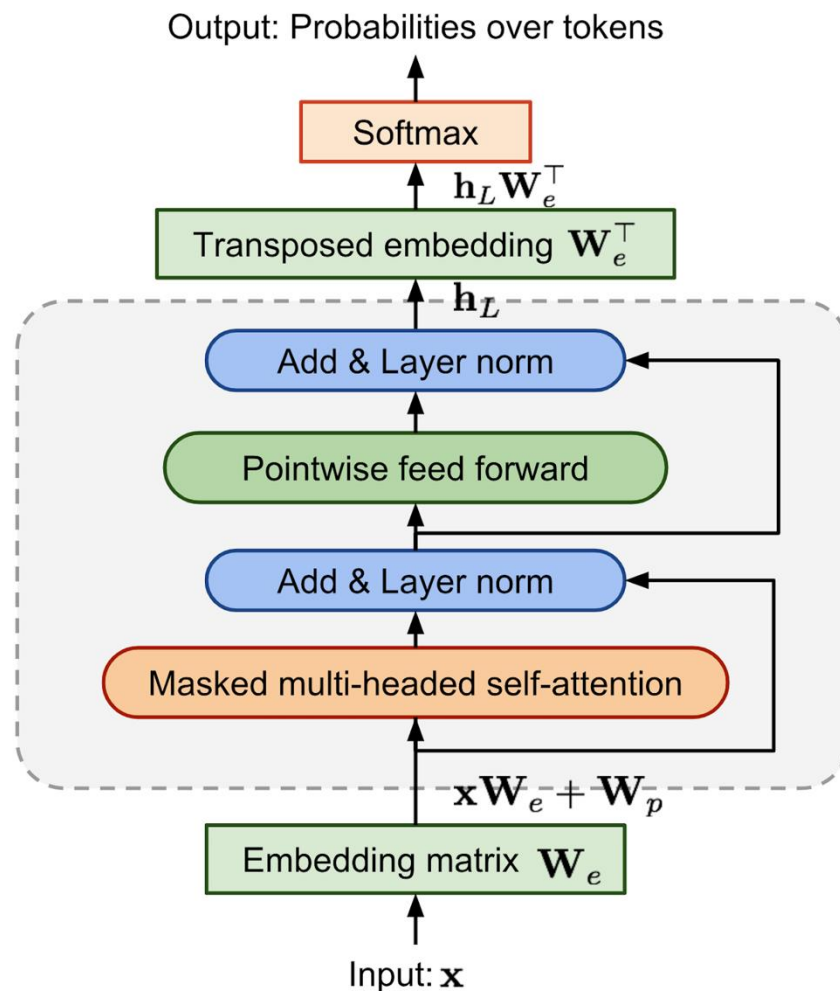 Output: Probabilities over tokens
Softmax
𝐡_L 𝐖_e^⊤
Transposed embedding 𝐖_e^⊤
𝐡_L
Add & Layer norm
Pointwise feed forward
Add & Layer norm
Masked multi-headed self-attention
𝐱𝐖_e + 𝐖_p
Embedding matrix 𝐖_e
Input: 𝐱